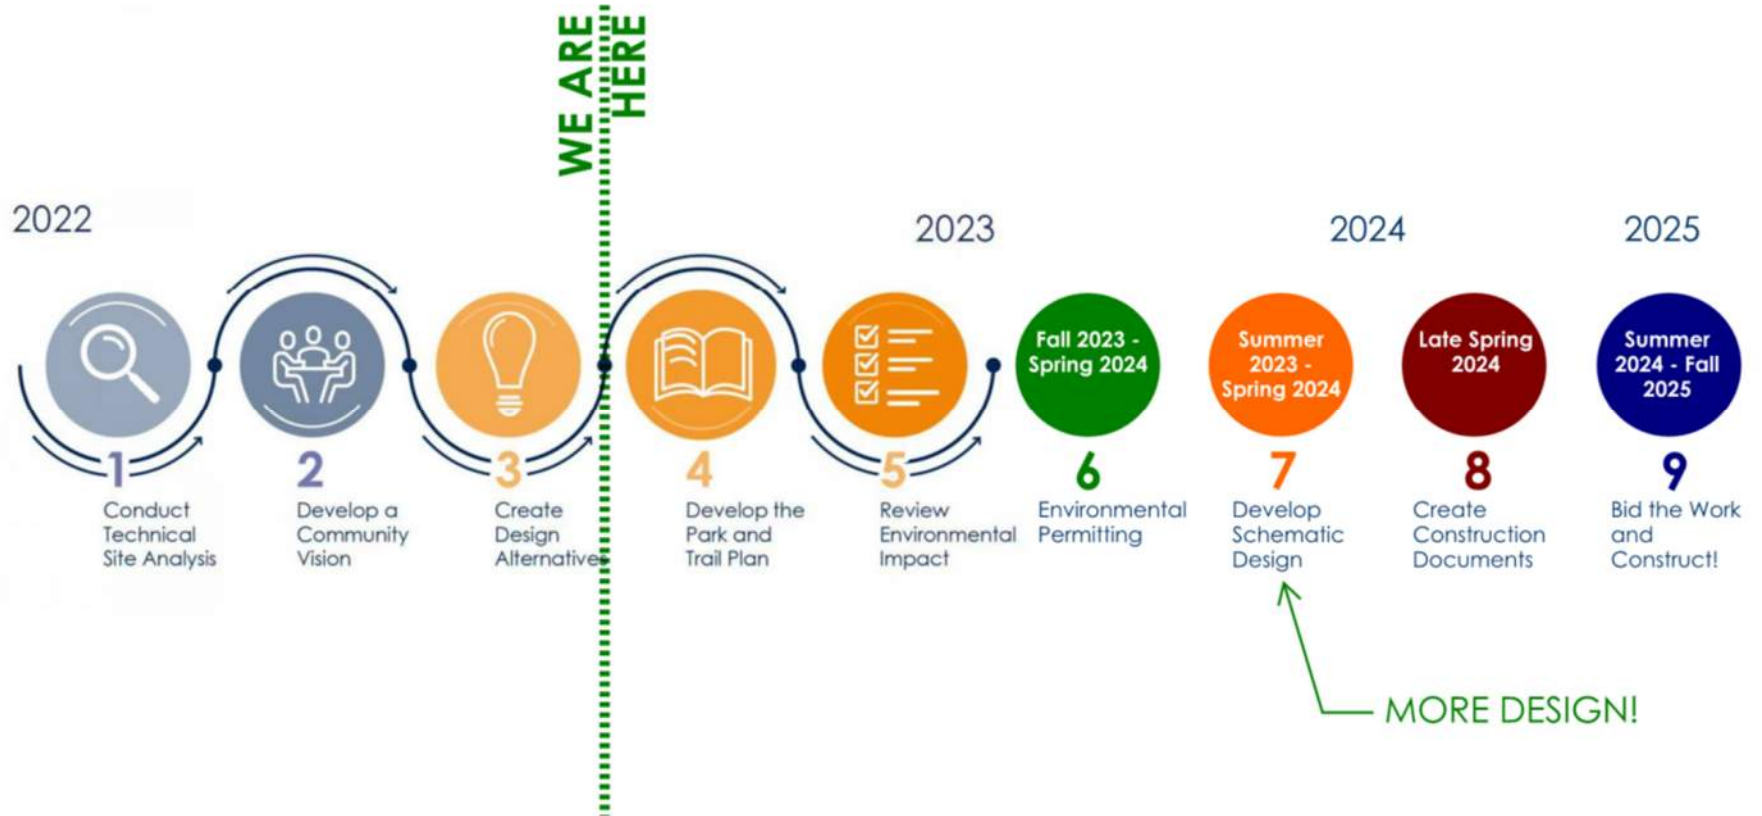 WE ARE
HERE
2022
2023
2024
2025
Fall 2023 -
Spring 2024
Summer
2023 -
Spring 2024
Late Spring
2024
Summer
2024 - Fall
2025
1
Conduct
Technical
Site Analysis
2
Develop a
Community
Vision
3
Create
Design
Alternatives
4
Develop the
Park and
Trail Plan
5
Review
Environmental
Impact
6
Environmental
Permitting
7
Develop
Schematic
Design
8
Create
Construction
Documents
9
Bid the Work
and
Construct!
MORE DESIGN!